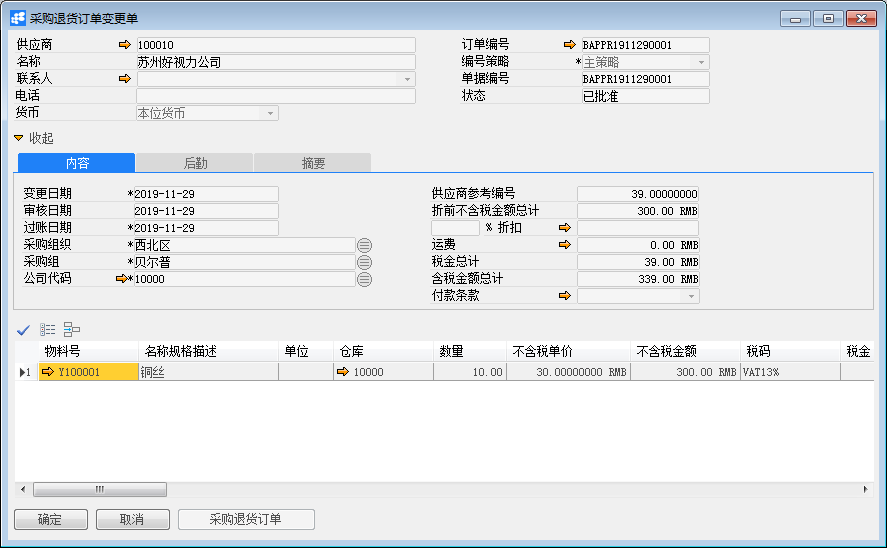 采购退货订单变更单
供应商 100010 订单编号 BAPPR1911290001
名称 苏州好视力公司 编号策略 *主策略
联系人 单据编号 BAPPR1911290001
电话 状态 已批准
货币 本位货币
收起
内容 后勤 摘要
变更日期 *2019-11-29 供应商参考编号 39.00000000
审核日期 2019-11-29 折前不含税金额总计 300.00 RMB
过账日期 *2019-11-29 % 折扣
采购组织 *西北区 运费 0.00 RMB
采购组 *贝尔普 税金总计 39.00 RMB
公司代码 *10000 含税金额总计 339.00 RMB
付款条款
物料号 名称规格描述 单位 仓库 数量 不含税单价 不含税金额 税码 税金
1 Y100001 铜丝 10000 10.00 30.00000000 RMB 300.00 RMB VAT13%
确定 取消 采购退货订单